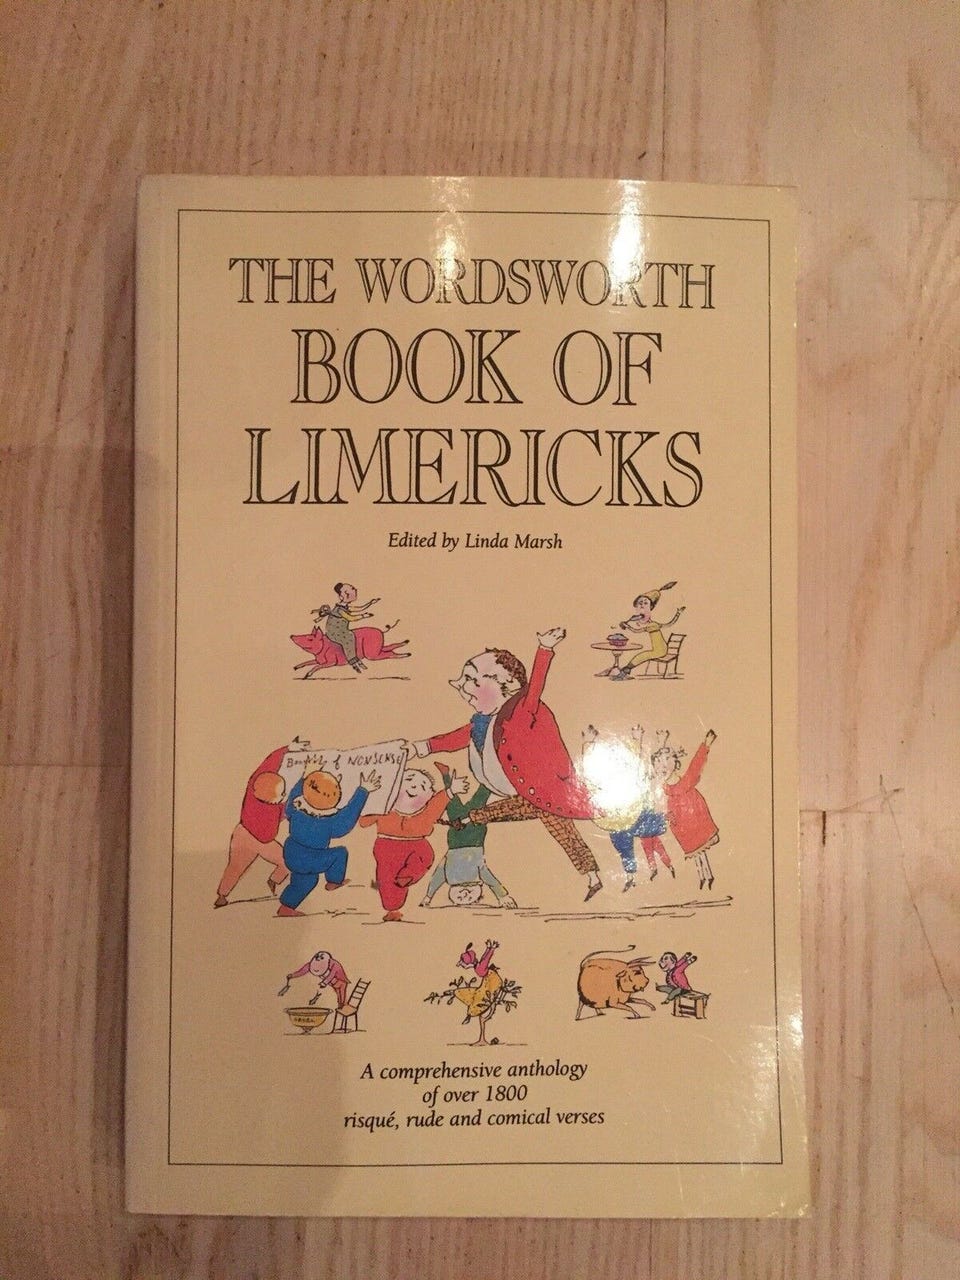 THE WORDSWORTH
BOOK OF
LIMERICKS
Edited by Linda Marsh
NONSENSE
A comprehensive anthology
of over 1800
risqué, rude and comical verses